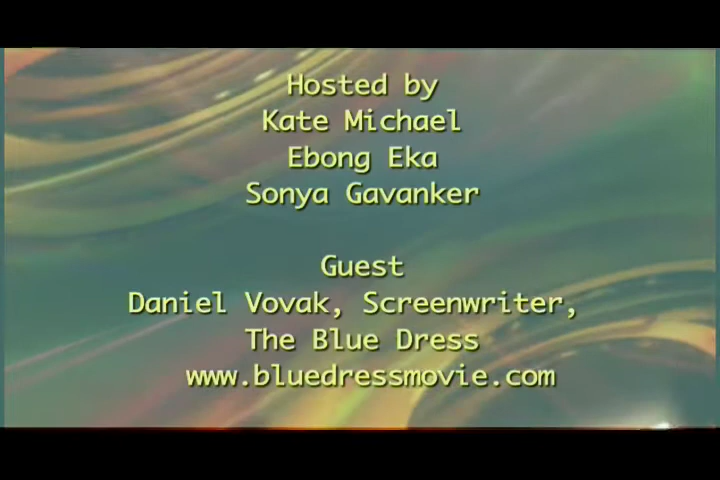 Hosted by
Kate Michael
Ebong Eka
Sonya Gavanker
Guest
Daniel Vovak, Screenwriter,
The Blue Dress
www.bluedressmovie.com